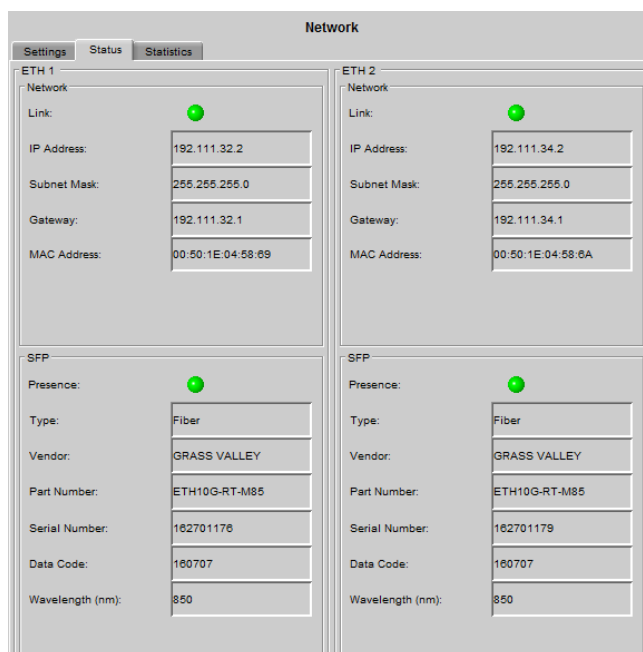 Network
Settings Status Statistics
ETH 1
Network
Link:
IP Address: 192.111.32.2
Subnet Mask: 255.255.255.0
Gateway: 192.111.32.1
MAC Address: 00:50:1E:04:58:69
SFP
Presence:
Type: Fiber
Vendor: GRASS VALLEY
Part Number: ETH10G-RT-M85
Serial Number: 162701176
Data Code: 160707
Wavelength (nm): 850
ETH 2
Network
Link:
IP Address: 192.111.34.2
Subnet Mask: 255.255.255.0
Gateway: 192.111.34.1
MAC Address: 00:50:1E:04:58:6A
SFP
Presence:
Type: Fiber
Vendor: GRASS VALLEY
Part Number: ETH10G-RT-M85
Serial Number: 162701179
Data Code: 160707
Wavelength (nm): 850